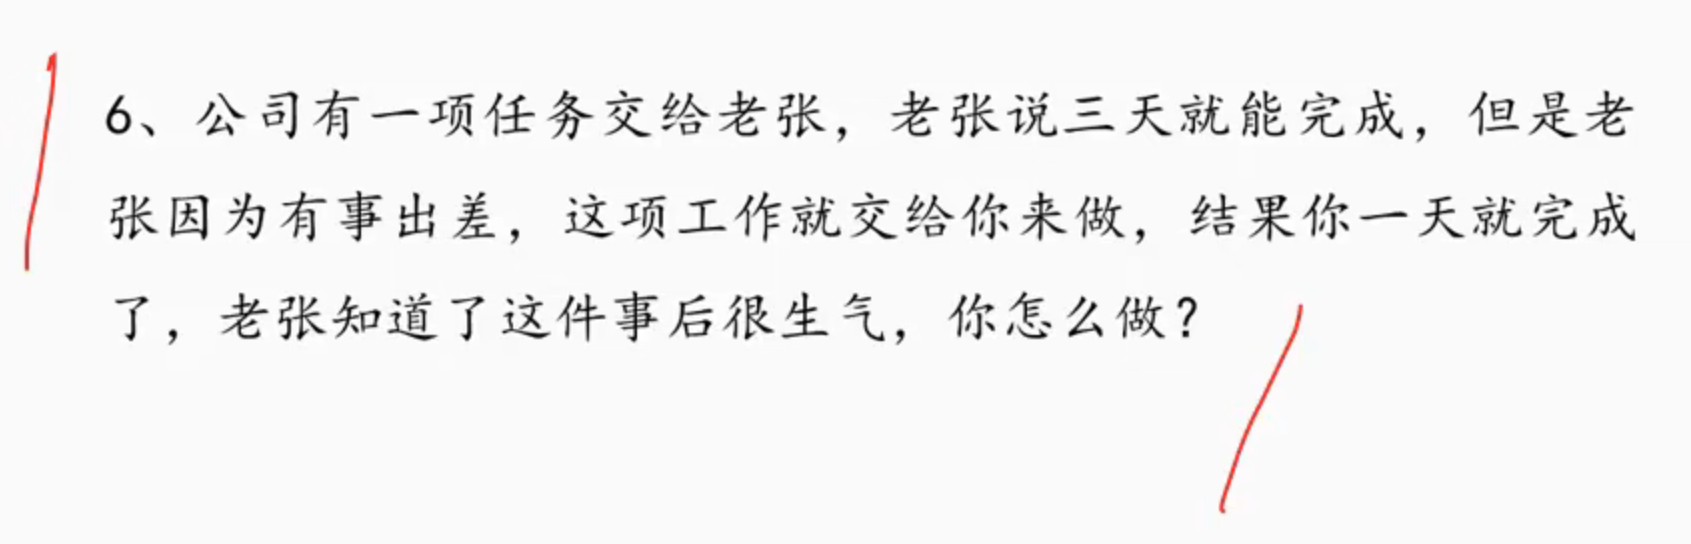 6、公司有一项任务交给老张，老张说三天就能完成，但是老
张因为有事出差，这项工作就交给你来做，结果你一天就完成
了，老张知道了这件事后很生气，你怎么做？